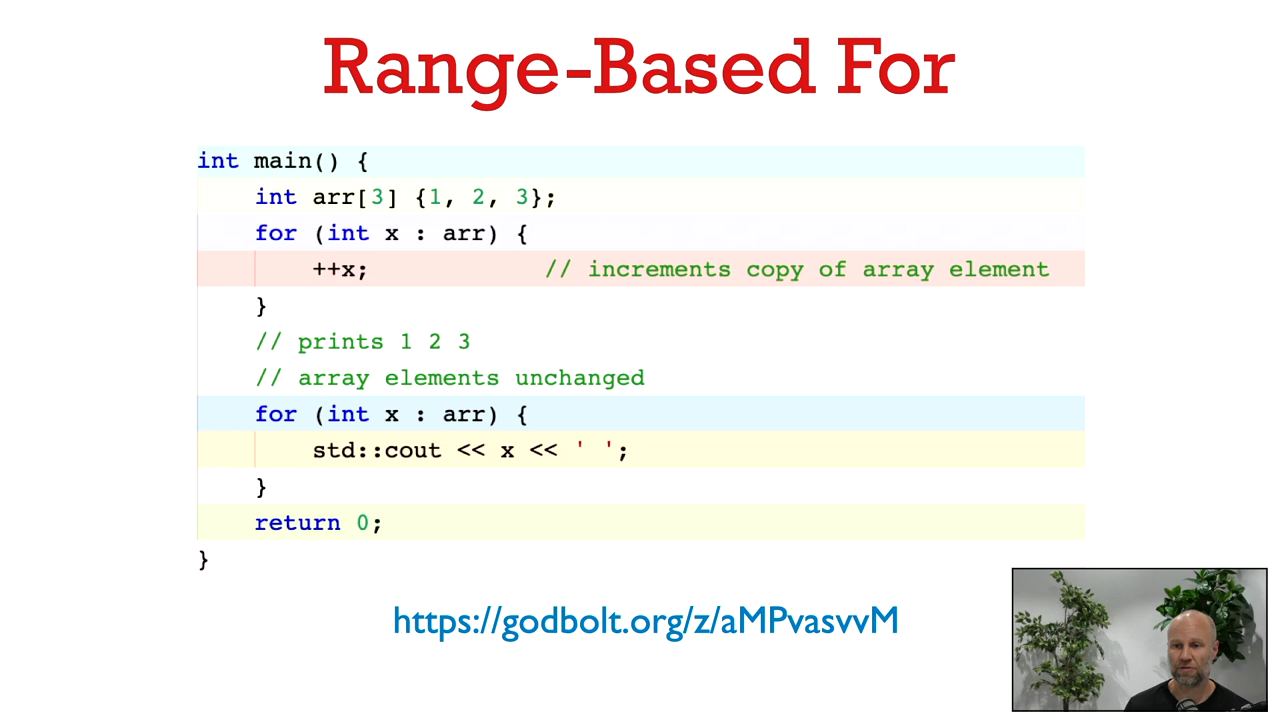 Range-Based For
int main() {
    int arr[3] {1, 2, 3};
    for (int x : arr) {
        ++x;            // increments copy of array element
    }
    // prints 1 2 3
    // array elements unchanged
    for (int x : arr) {
        std::cout << x << ' ';
    }
    return 0;
}
https://godbolt.org/z/aMPvasvvM